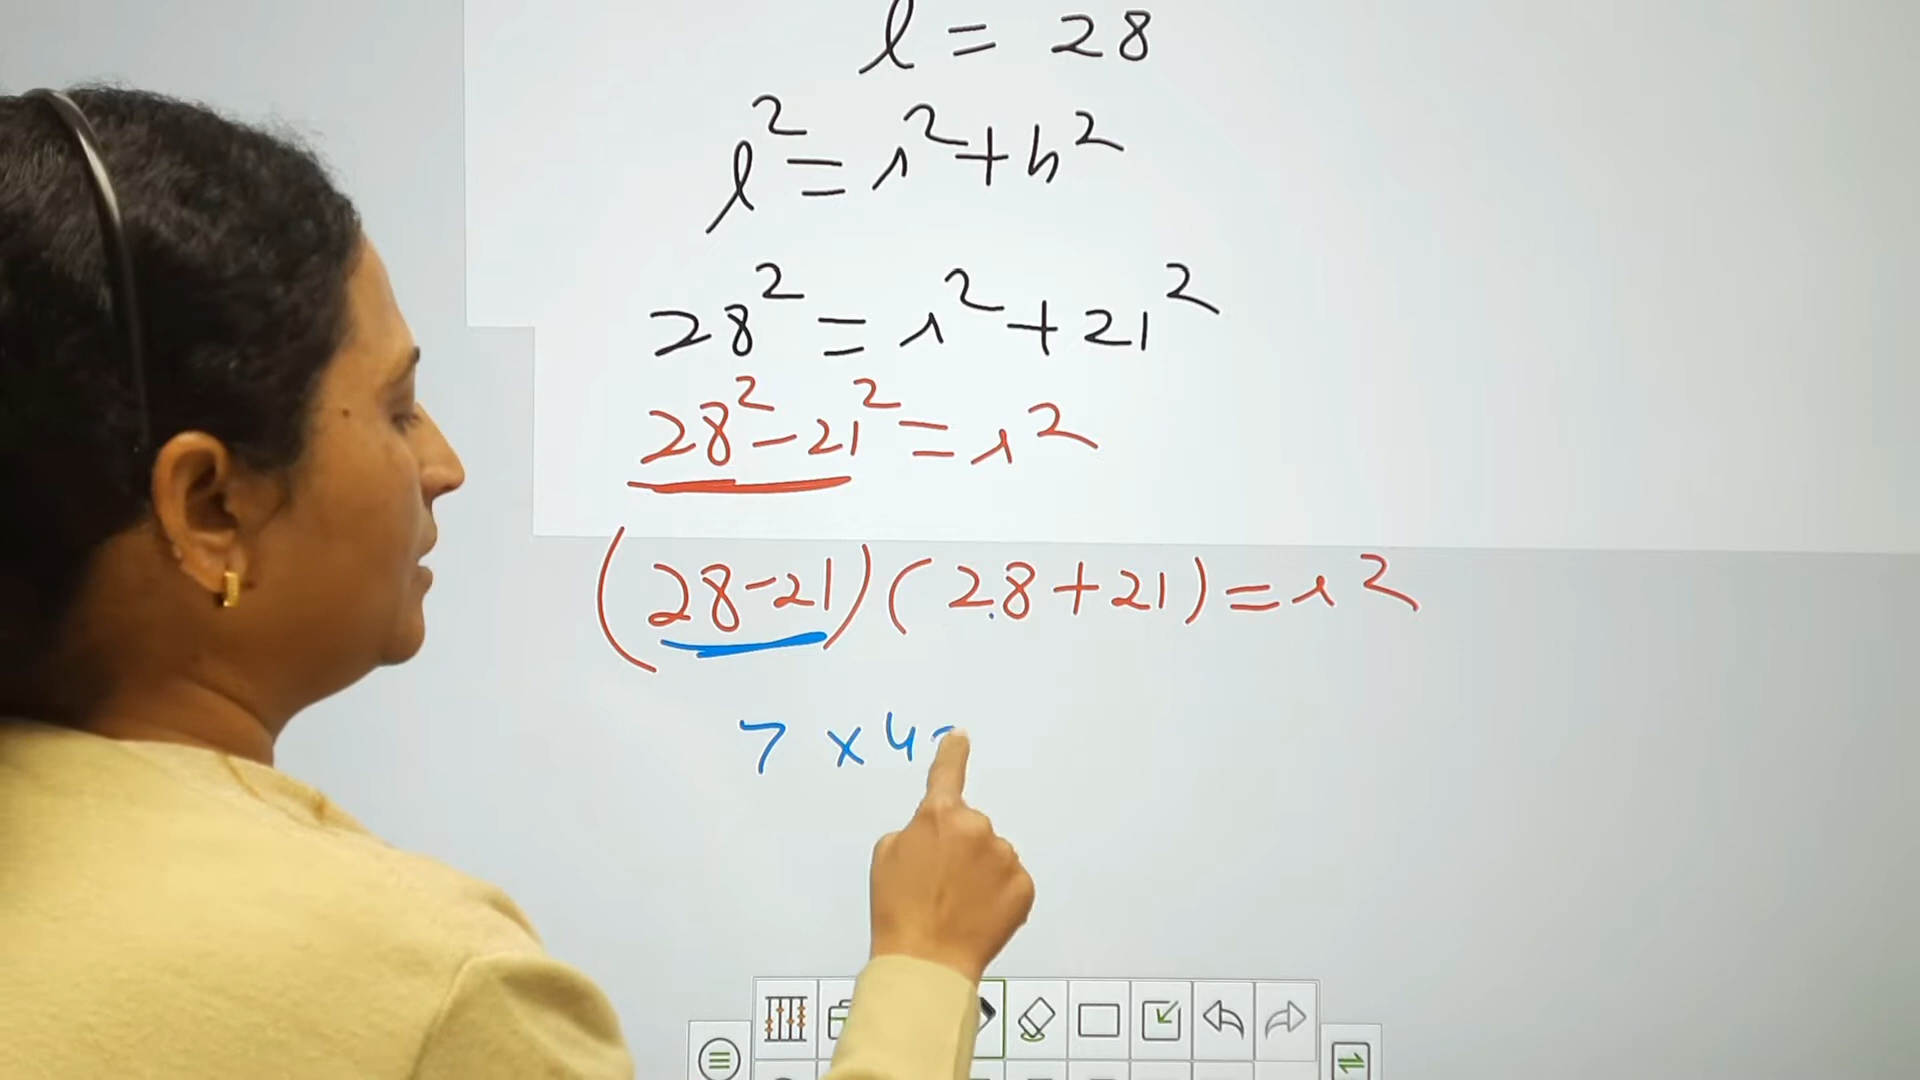 l = 28
l² = r² + h²
28² = r² + 21²
28² - 21² = r²
(28 - 21) (28 + 21) = r²
7 × 4